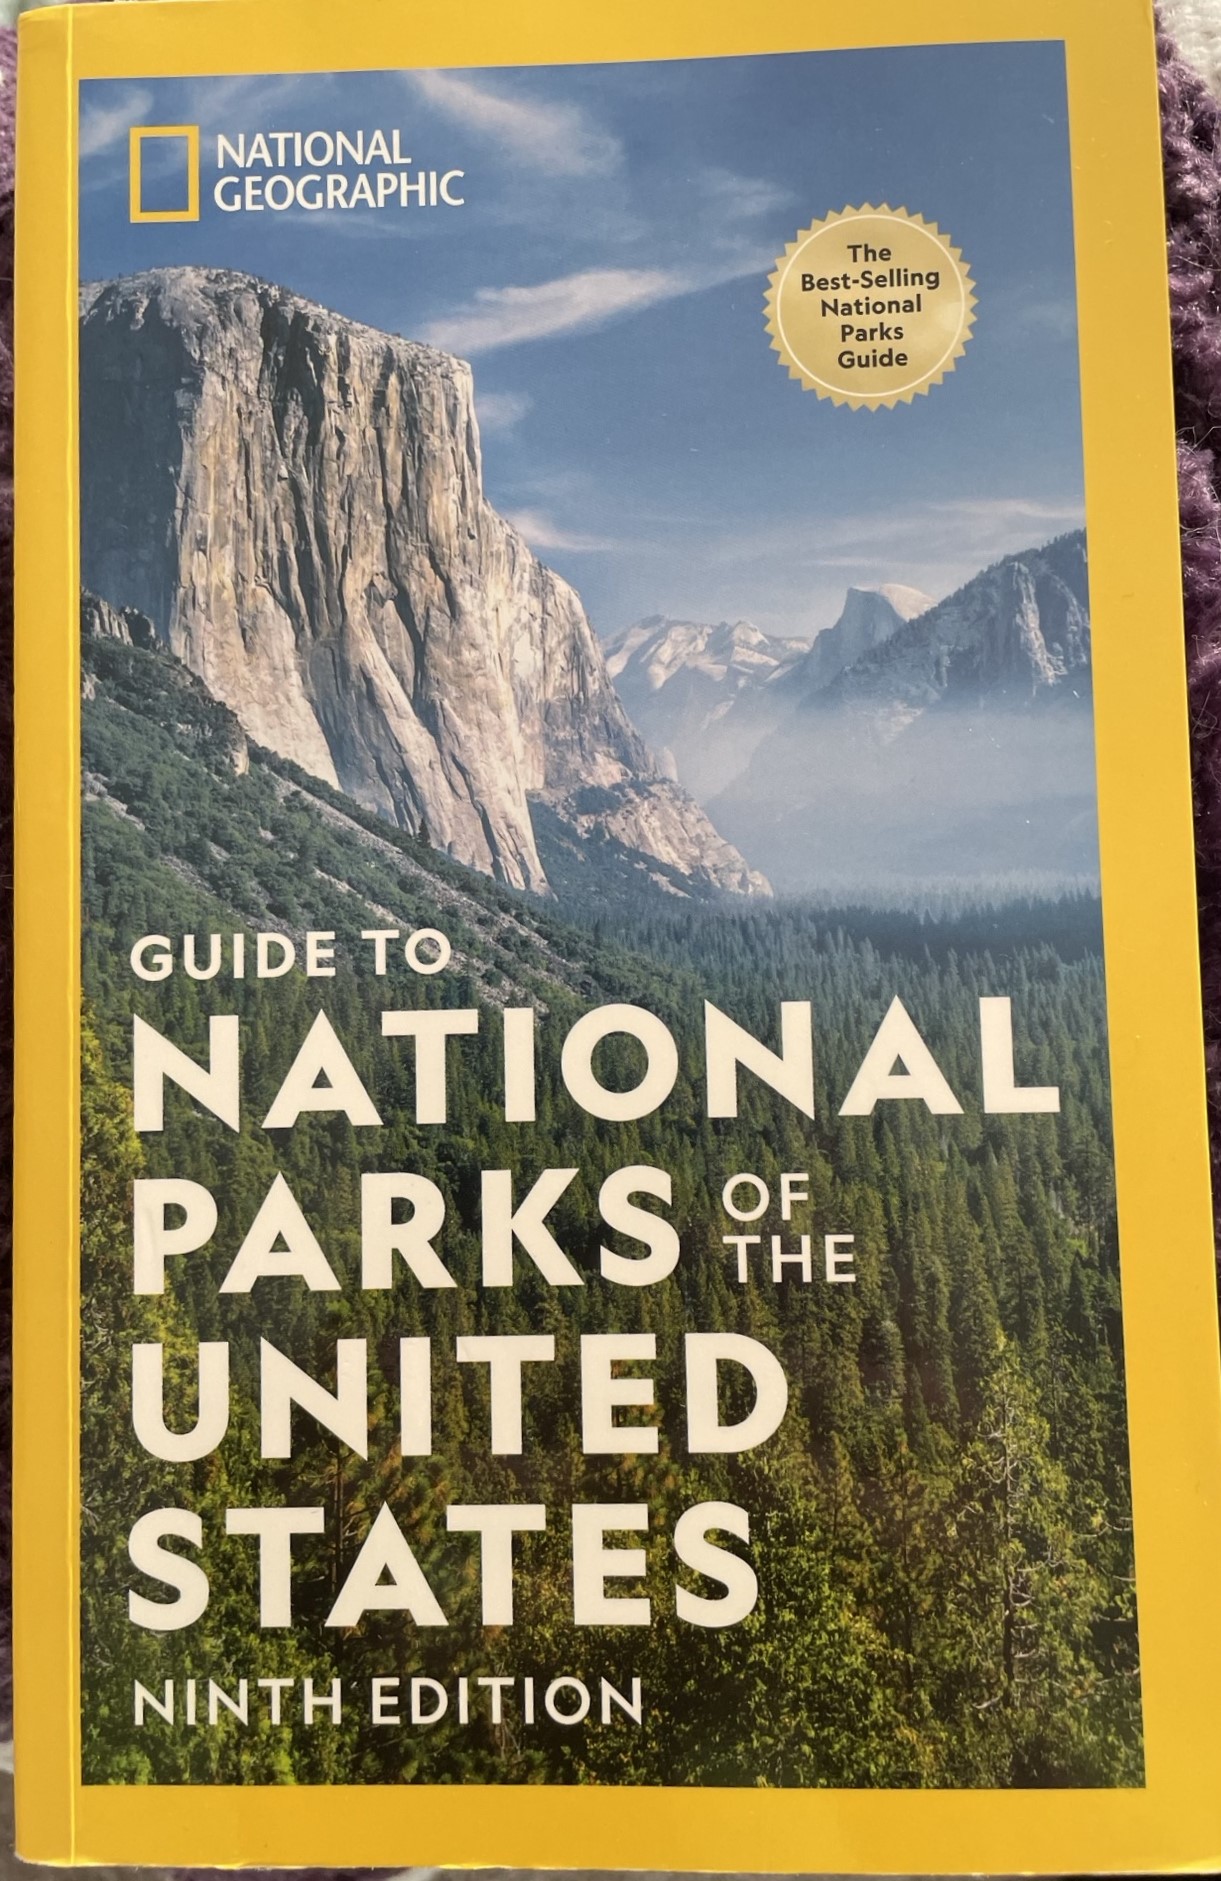 NATIONAL
GEOGRAPHIC
The
Best-Selling
National
Parks
Guide
GUIDE TO
NATIONAL
PARKS OF THE
UNITED
STATES
NINTH EDITION